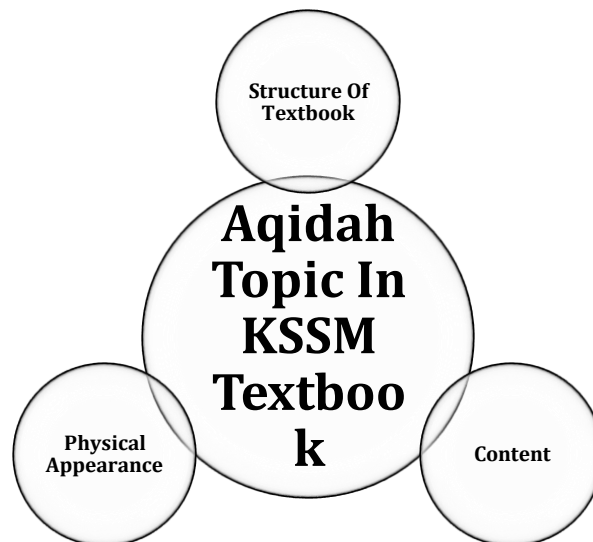 Structure Of
Textbook
Aqidah
Topic In
KSSM
Textboo
k
Physical
Appearance
Content